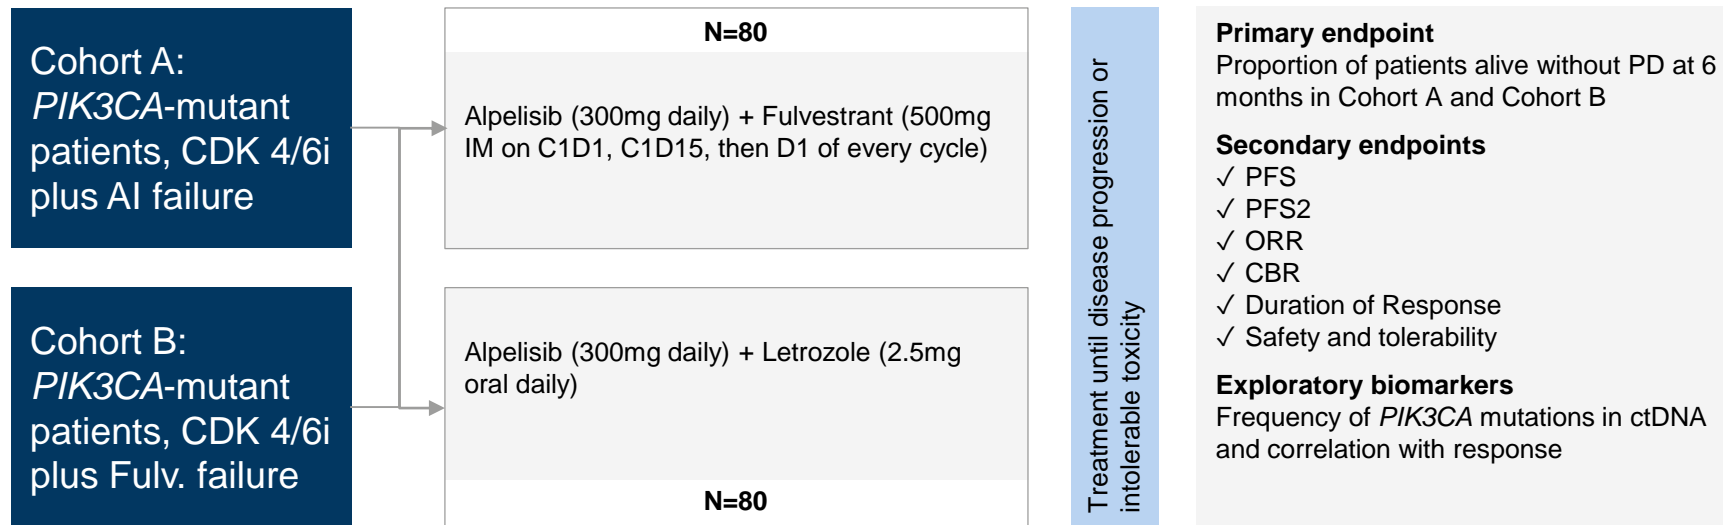 Cohort A:
PIK3CA-mutant
patients, CDK 4/6i
plus AI failure
N=80
Alpelisib (300mg daily) + Fulvestrant (500mg
IM on C1D1, C1D15, then D1 of every cycle)
Cohort B:
PIK3CA-mutant
patients, CDK 4/6i
plus Fulv. failure
Alpelisib (300mg daily) + Letrozole (2.5mg
oral daily)
N=80
Treatment until disease progression or
intolerable toxicity
Primary endpoint
Proportion of patients alive without PD at 6
months in Cohort A and Cohort B
Secondary endpoints
✓ PFS
✓ PFS2
✓ ORR
✓ CBR
✓ Duration of Response
✓ Safety and tolerability
Exploratory biomarkers
Frequency of PIK3CA mutations in ctDNA
and correlation with response